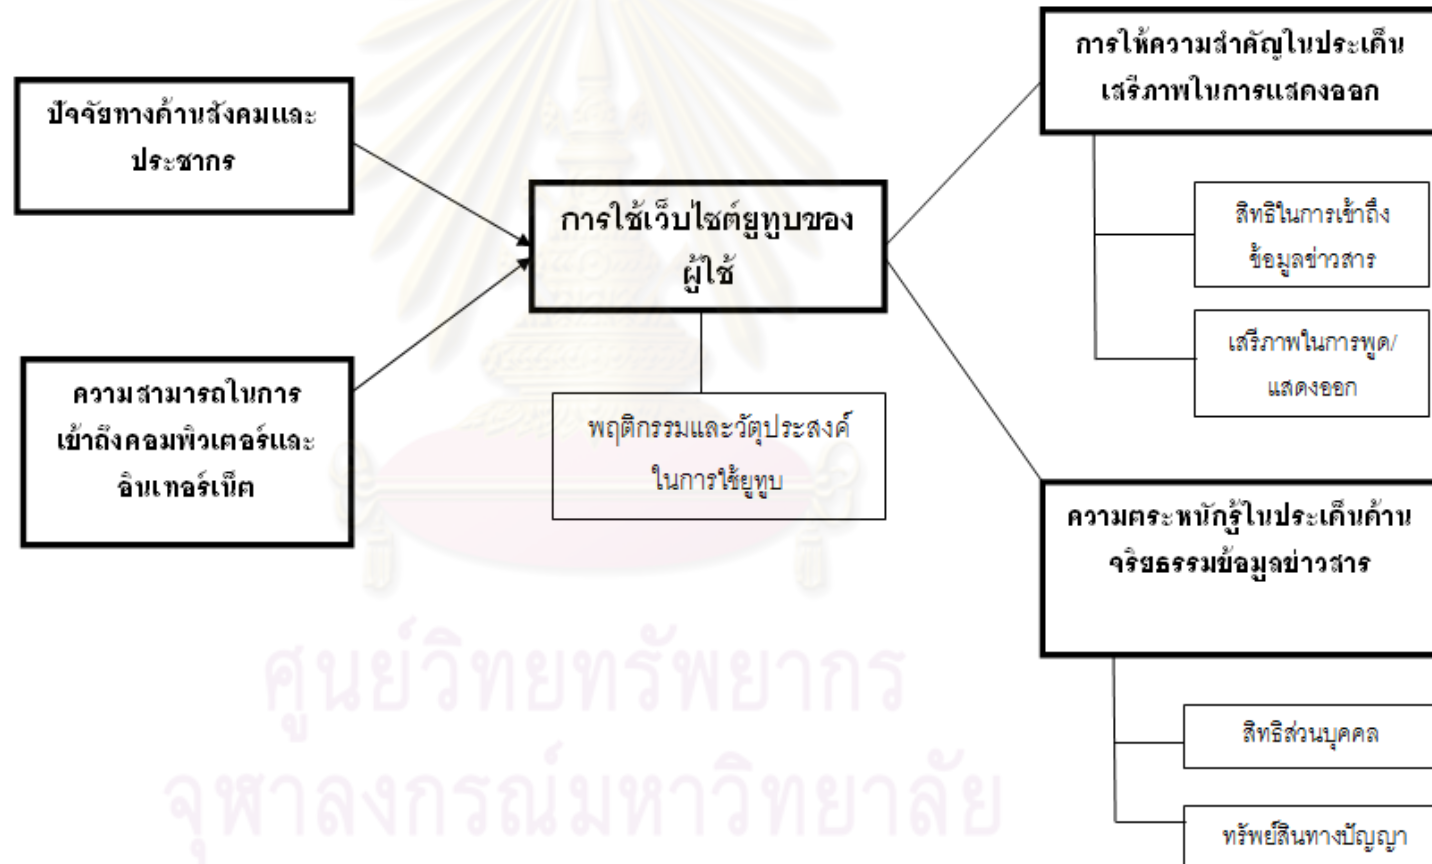 การให้ความสำคัญในประเด็น
เสรีภาพในการแสดงออก
ปัจจัยทางด้านสังคมและ
ประชากร
การใช้เว็บไซต์ยูทูบของ
ผู้ใช้
สิทธิในการเข้าถึง
ข้อมูลข่าวสาร
เสรีภาพในการพูด/
แสดงออก
ความสามารถในการ
เข้าถึงคอมพิวเตอร์และ
อินเทอร์เน็ต
พฤติกรรมและวัตุประสงค์
ในการใช้ยูทูบ
ความตระหนักรู้ในประเด็นด้าน
จริยธรรมข้อมูลข่าวสาร
สิทธิส่วนบุคคล
ทรัพย์สินทางปัญญา
ศูนย์วิทยทรัพยากร
จุฬาลงกรณ์มหาวิทยาลัย